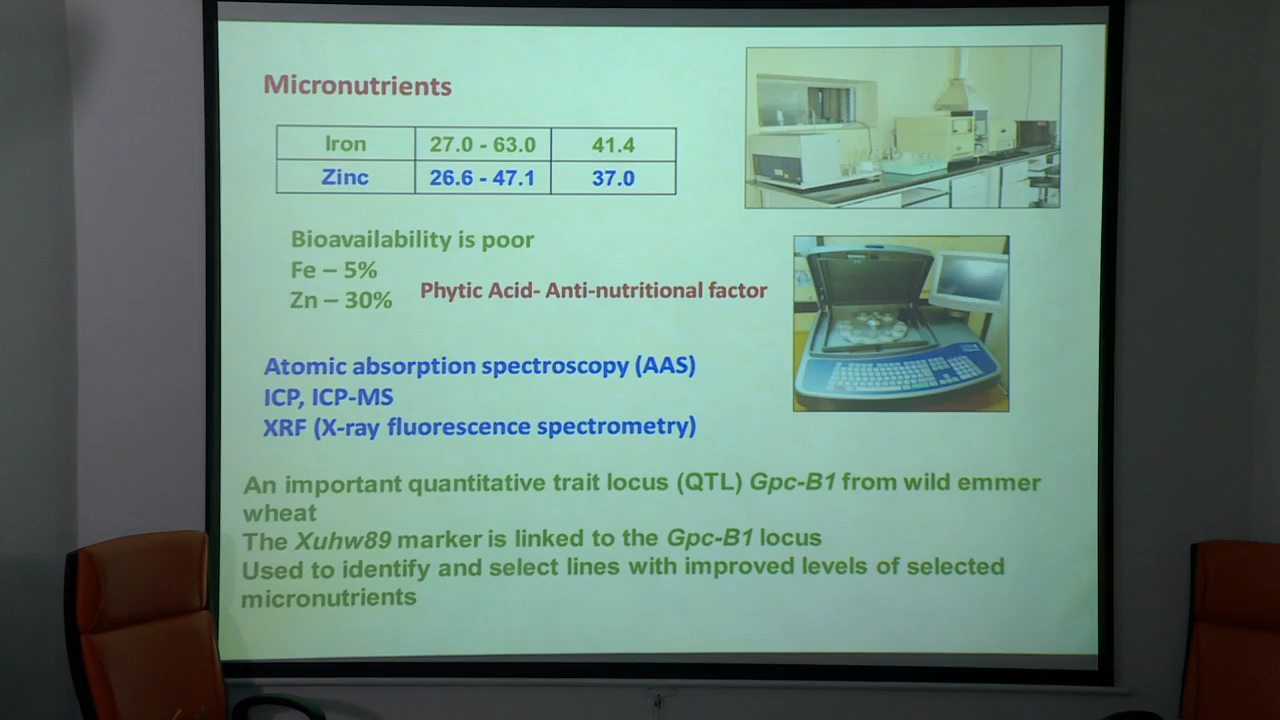 Micronutrients
Iron 27.0 - 63.0 41.4
Zinc 26.6 - 47.1 37.0
Bioavailability is poor
Fe – 5%
Zn – 30%
Phytic Acid- Anti-nutritional factor
Atomic absorption spectroscopy (AAS)
ICP, ICP-MS
XRF (X-ray fluorescence spectrometry)
An important quantitative trait locus (QTL) Gpc-B1 from wild emmer
wheat
The Xuhw89 marker is linked to the Gpc-B1 locus
Used to identify and select lines with improved levels of selected
micronutrients